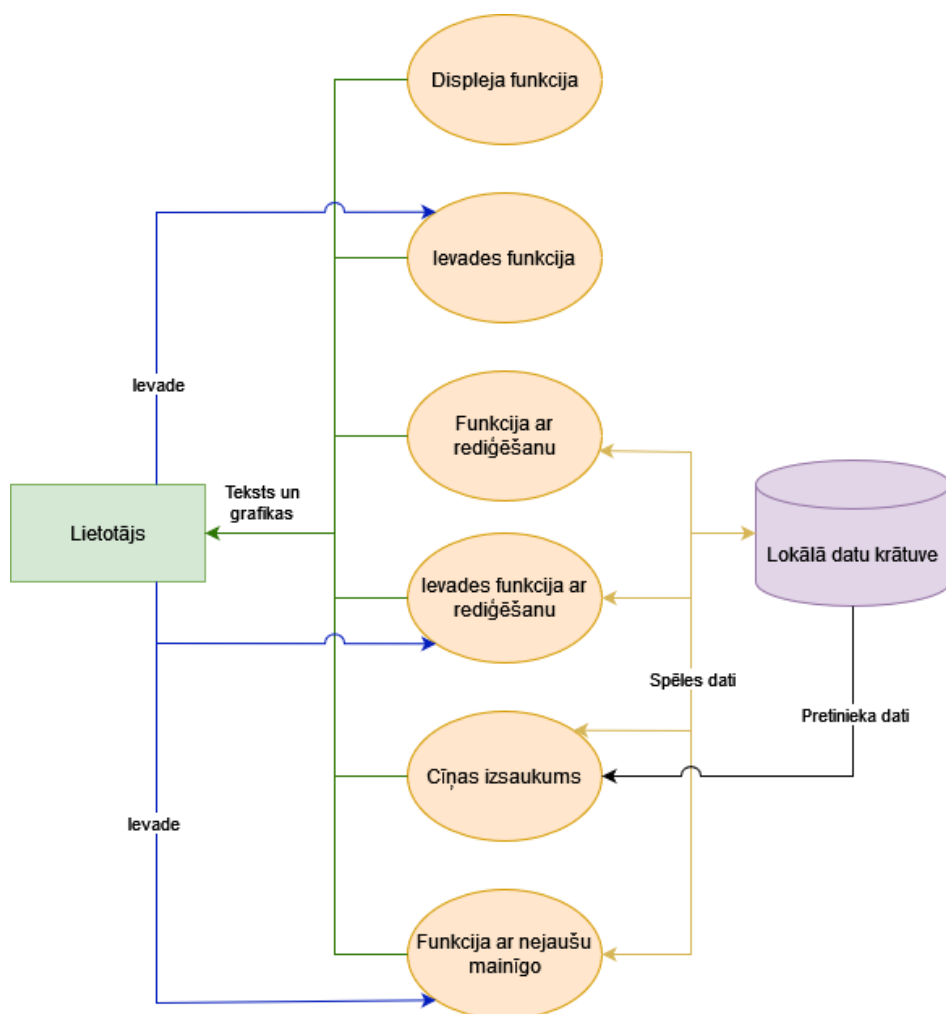 Displeja funkcija
Ievades funkcija
Ievade
Funkcija ar
rediģēšanu
Teksts un
grafikas
Lietotājs
Lokālā datu krātuve
Ievades funkcija ar
rediģēšanu
Spēles dati
Pretinieka dati
Cīņas izsaukums
Ievade
Funkcija ar nejaušu
mainīgo